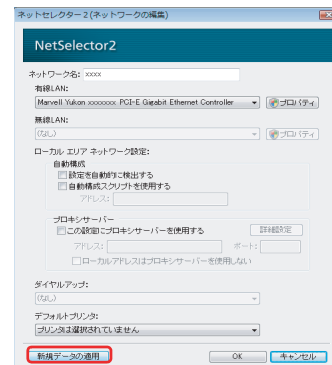 ネットセレクター2(ネットワークの編集)
NetSelector2
ネットワーク名: xxxx
有線LAN:
Marvell Yukon xxxxxxx PCI-E Gigabit Ethernet Controller プロパティ
無線LAN:
(なし) プロパティ
ローカル エリア ネットワーク設定:
自動構成
設定を自動的に検出する
自動構成スクリプトを使用する
アドレス:
プロキシサーバー
この設定にプロキシサーバーを使用する 詳細設定
アドレス: ポート:
ローカルアドレスはプロキシサーバーを使用しない
ダイヤルアップ:
(なし)
デフォルトプリンタ:
プリンタは選択されていません
新規データの適用 OK キャンセル